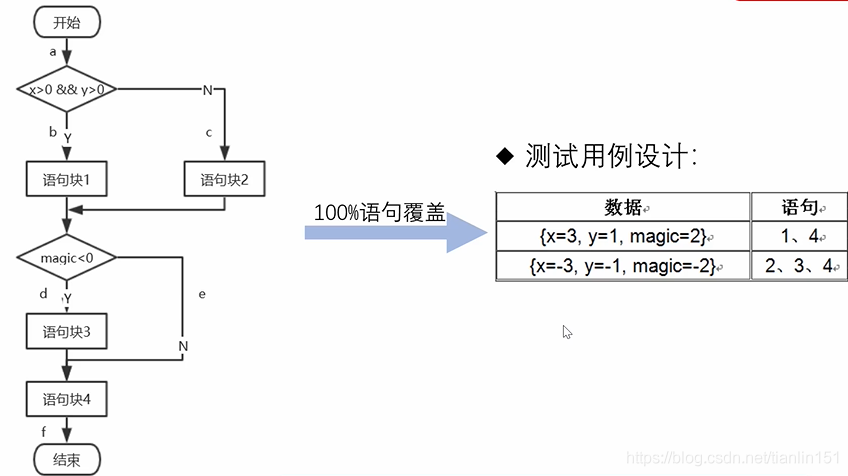 开始
a
x>0 && y>0
N
b Y
c
语句块1
语句块2
magic<0
d Y
e
语句块3
N
语句块4
f
结束
100%语句覆盖
◆ 测试用例设计：
数据 语句
{x=3, y=1, magic=2} 1、4
{x=-3, y=-1, magic=-2} 2、3、4
https://blog.csdn.net/tianlin151